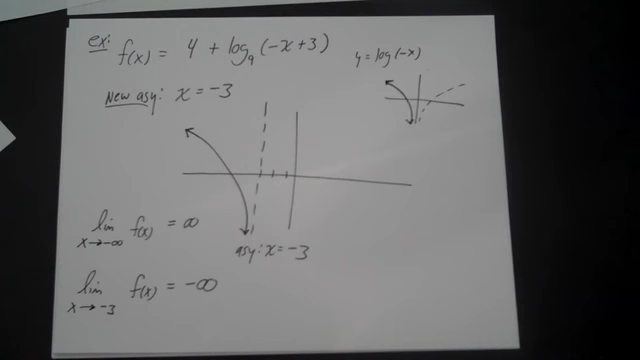 ex: f(x) = 4 + log₉(-x+3)
y = log(-x)
New asy: x = -3
lim x→-∞ f(x) = ∞
asy: x = -3
lim x→-3 f(x) = -∞